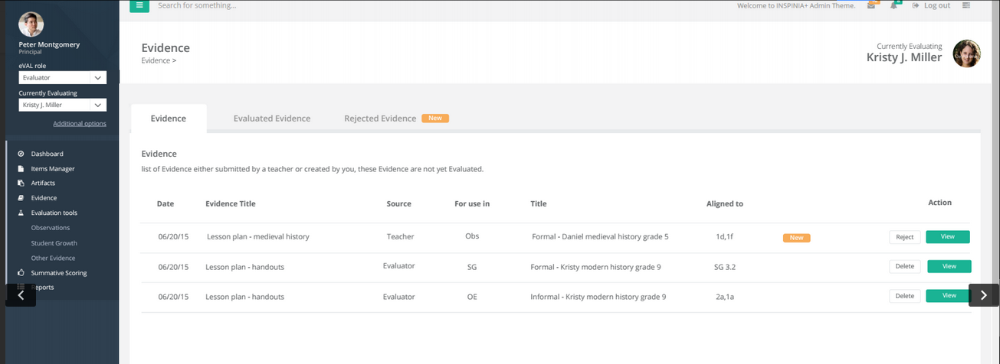 Search for something...
Welcome to INSPINIA+ Admin Theme.
Log out
Peter Montgomery
Principal
eVAL role
Evaluator
Currently Evaluating
Kristy J. Miller
Additional options
Dashboard
Items Manager
Artifacts
Evidence
Evaluation tools
Observations
Student Growth
Other Evidence
Summative Scoring
Reports
Evidence
Evidence >
Currently Evaluating
Kristy J. Miller
Evidence Evaluated Evidence Rejected Evidence New
Evidence
list of Evidence either submitted by a teacher or created by you, these Evidence are not yet Evaluated.
Date Evidence Title Source For use in Title Aligned to Action
06/20/15 Lesson plan - medieval history Teacher Obs Formal - Daniel medieval history grade 5 1d,1f New Reject View
06/20/15 Lesson plan - handouts Evaluator SG Formal - Kristy modern history grade 9 SG 3.2 Delete View
06/20/15 Lesson plan - handouts Evaluator OE Informal - Kristy modern history grade 9 2a,1a Delete View